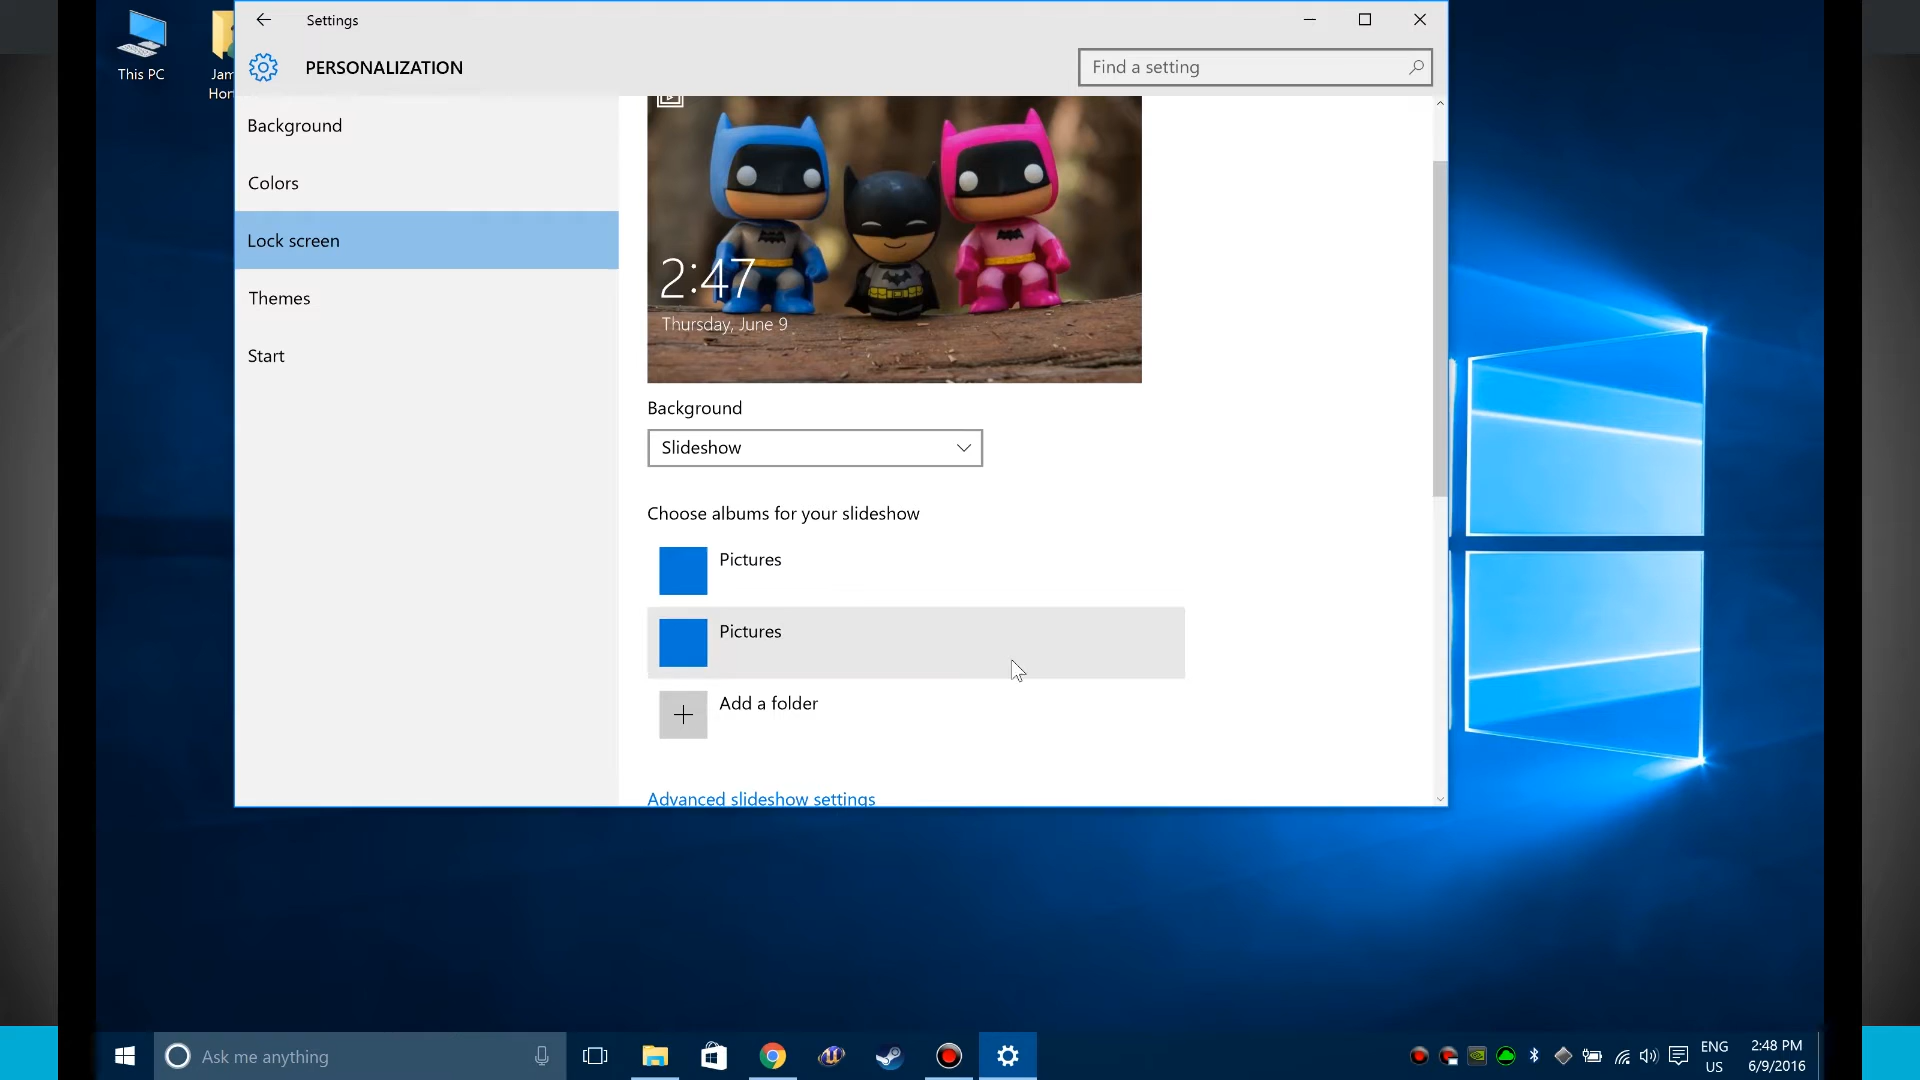 This PC
Jam
Hor
Settings
PERSONALIZATION
Find a setting
Background
Colors
Lock screen
Themes
Start
2:47
Thursday, June 9
Background
Slideshow
Choose albums for your slideshow
Pictures
Pictures
Add a folder
Advanced slideshow settings
Ask me anything
ENG
US
2:48 PM
6/9/2016